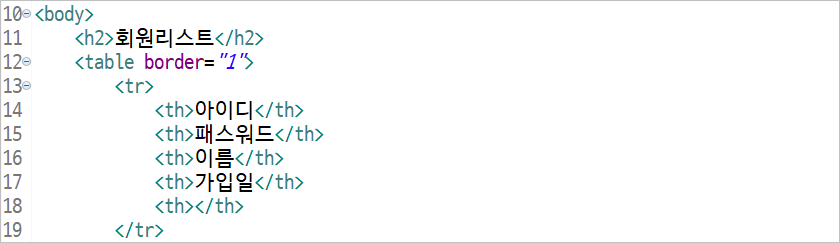 10 <body>
11 <h2>회원리스트</h2>
12 <table border="1">
13 <tr>
14 <th>아이디</th>
15 <th>패스워드</th>
16 <th>이름</th>
17 <th>가입일</th>
18 <th></th>
19 </tr>